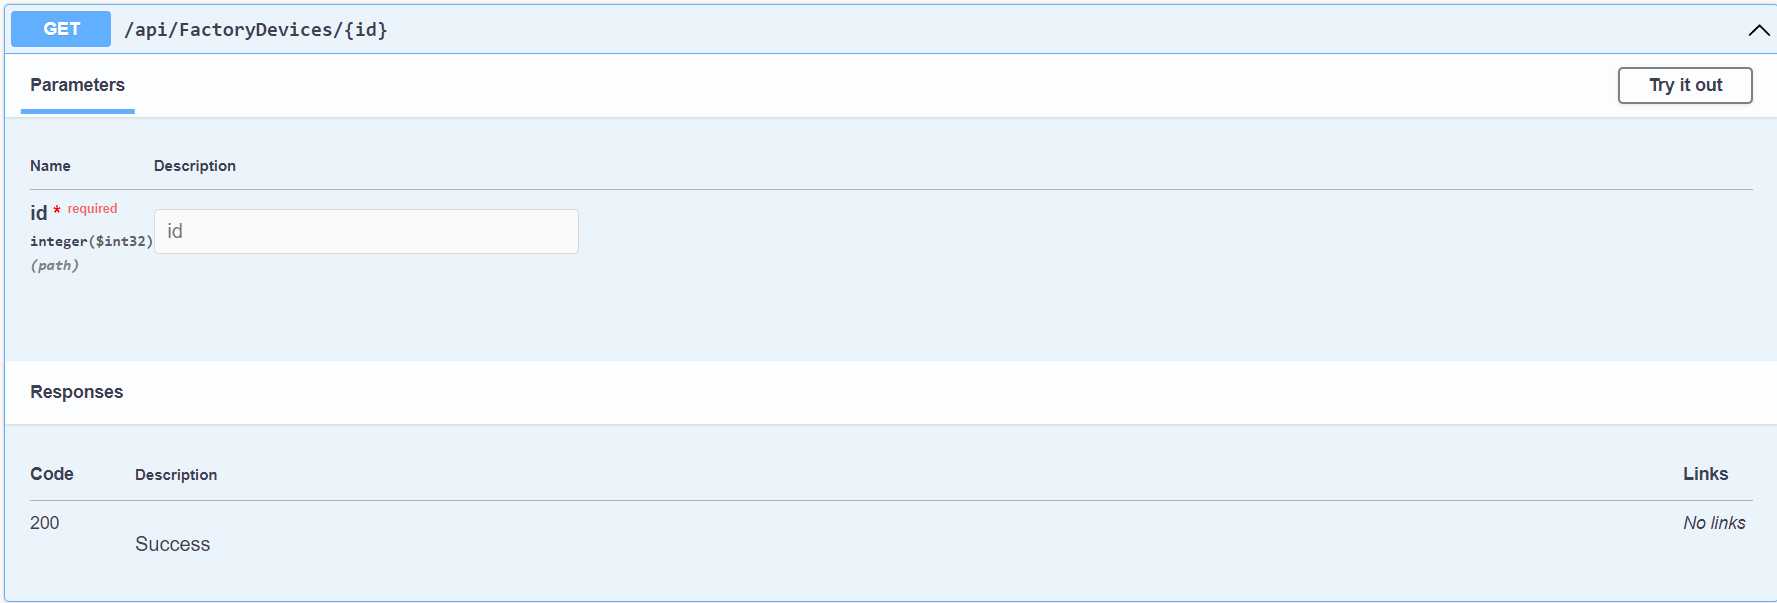 GET /api/FactoryDevices/{id}
Parameters
Try it out
Name Description
id * required
integer($int32)
(path)
id
Responses
Code Description Links
200
Success
No links